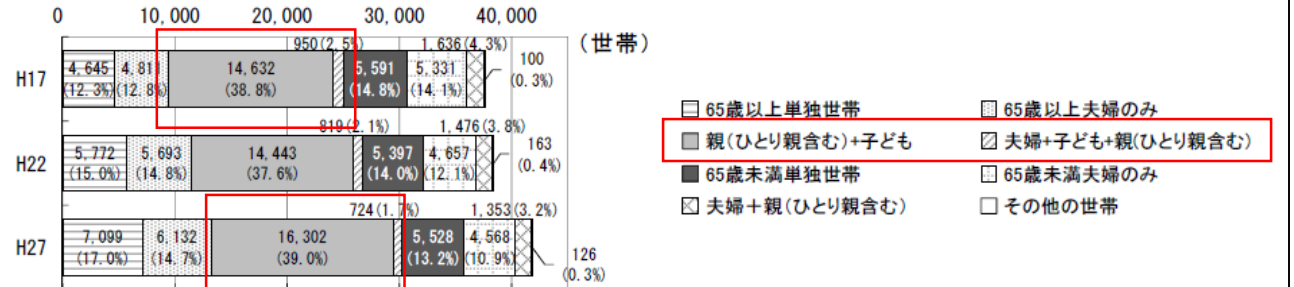 0 10,000 20,000 30,000 40,000
(世帯)
950(2.5%) 1,636(4.3%)
H17 4,645 4,811 14,632 5,591 5,331 100
(12.3%) (12.8%) (38.8%) (14.8%) (14.1%) (0.3%)
819(2.1%) 1,476(3.8%)
H22 5,772 5,693 14,443 5,397 4,657 163
(15.0%) (14.8%) (37.6%) (14.0%) (12.1%) (0.4%)
724(1.7%) 1,353(3.2%)
H27 7,099 6,132 16,302 5,528 4,568 126
(17.0%) (14.7%) (39.0%) (13.2%) (10.9%) (0.3%)
65歳以上単独世帯 65歳以上夫婦のみ
親(ひとり親含む)+子ども 夫婦+子ども+親(ひとり親含む)
65歳未満単独世帯 65歳未満夫婦のみ
夫婦+親(ひとり親含む) その他の世帯